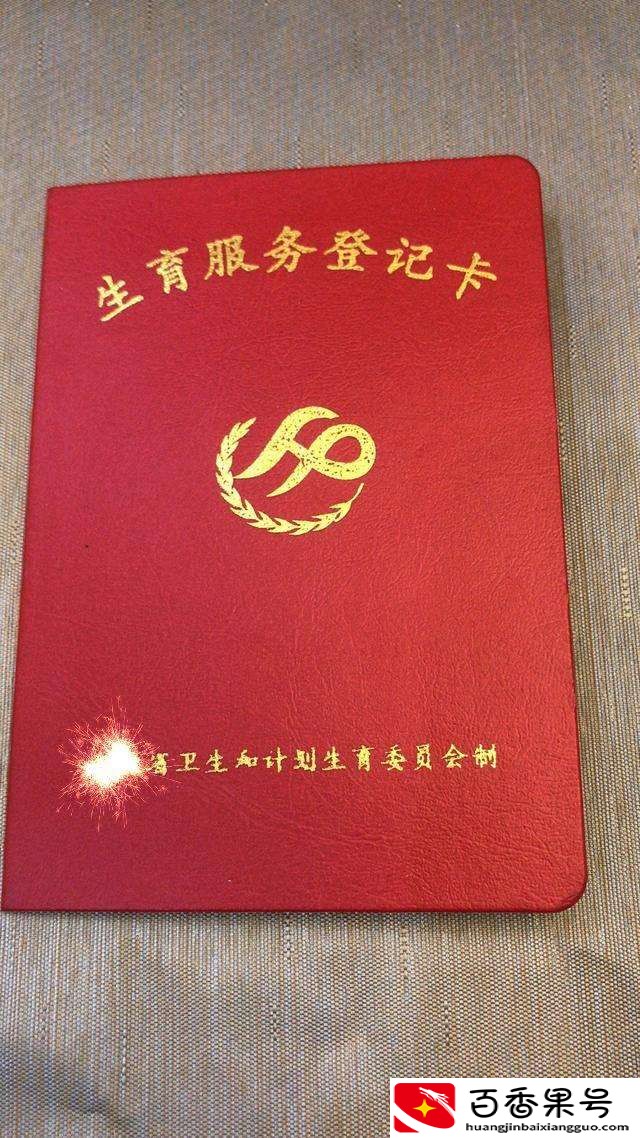 生育服务登记卡
省卫生和计划生育委员会制
百香果号
huangjinbaixiangguo.com